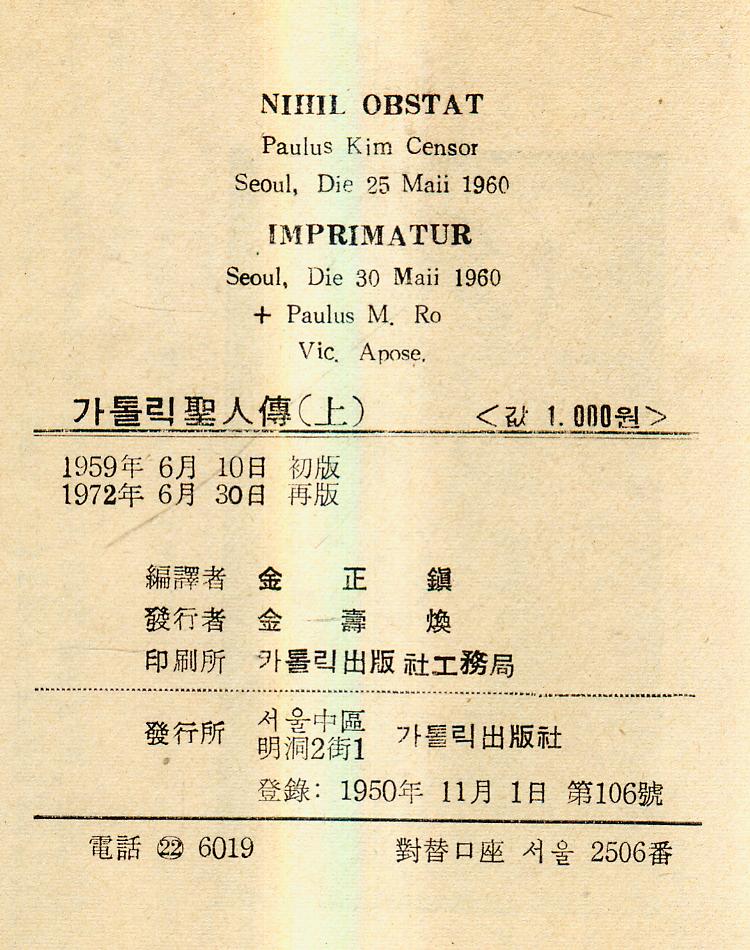 NIHIL OBSTAT
Paulus Kim Censor
Seoul, Die 25 Maii 1960
IMPRIMATUR
Seoul, Die 30 Maii 1960
+ Paulus M. Ro
Vic. Apose.
가톨릭聖人傳(上) <값 1.000원>
1959年 6月 10日 初版
1972年 6月 30日 再版
編譯者 金 正 鎭
發行者 金 壽 煥
印刷所 가톨릭出版社工務局
發行所 서울中區明洞2街1 가톨릭出版社
登錄: 1950年 11月 1日 第106號
電話 ㉒ 6019 對替口座 서울 2506番